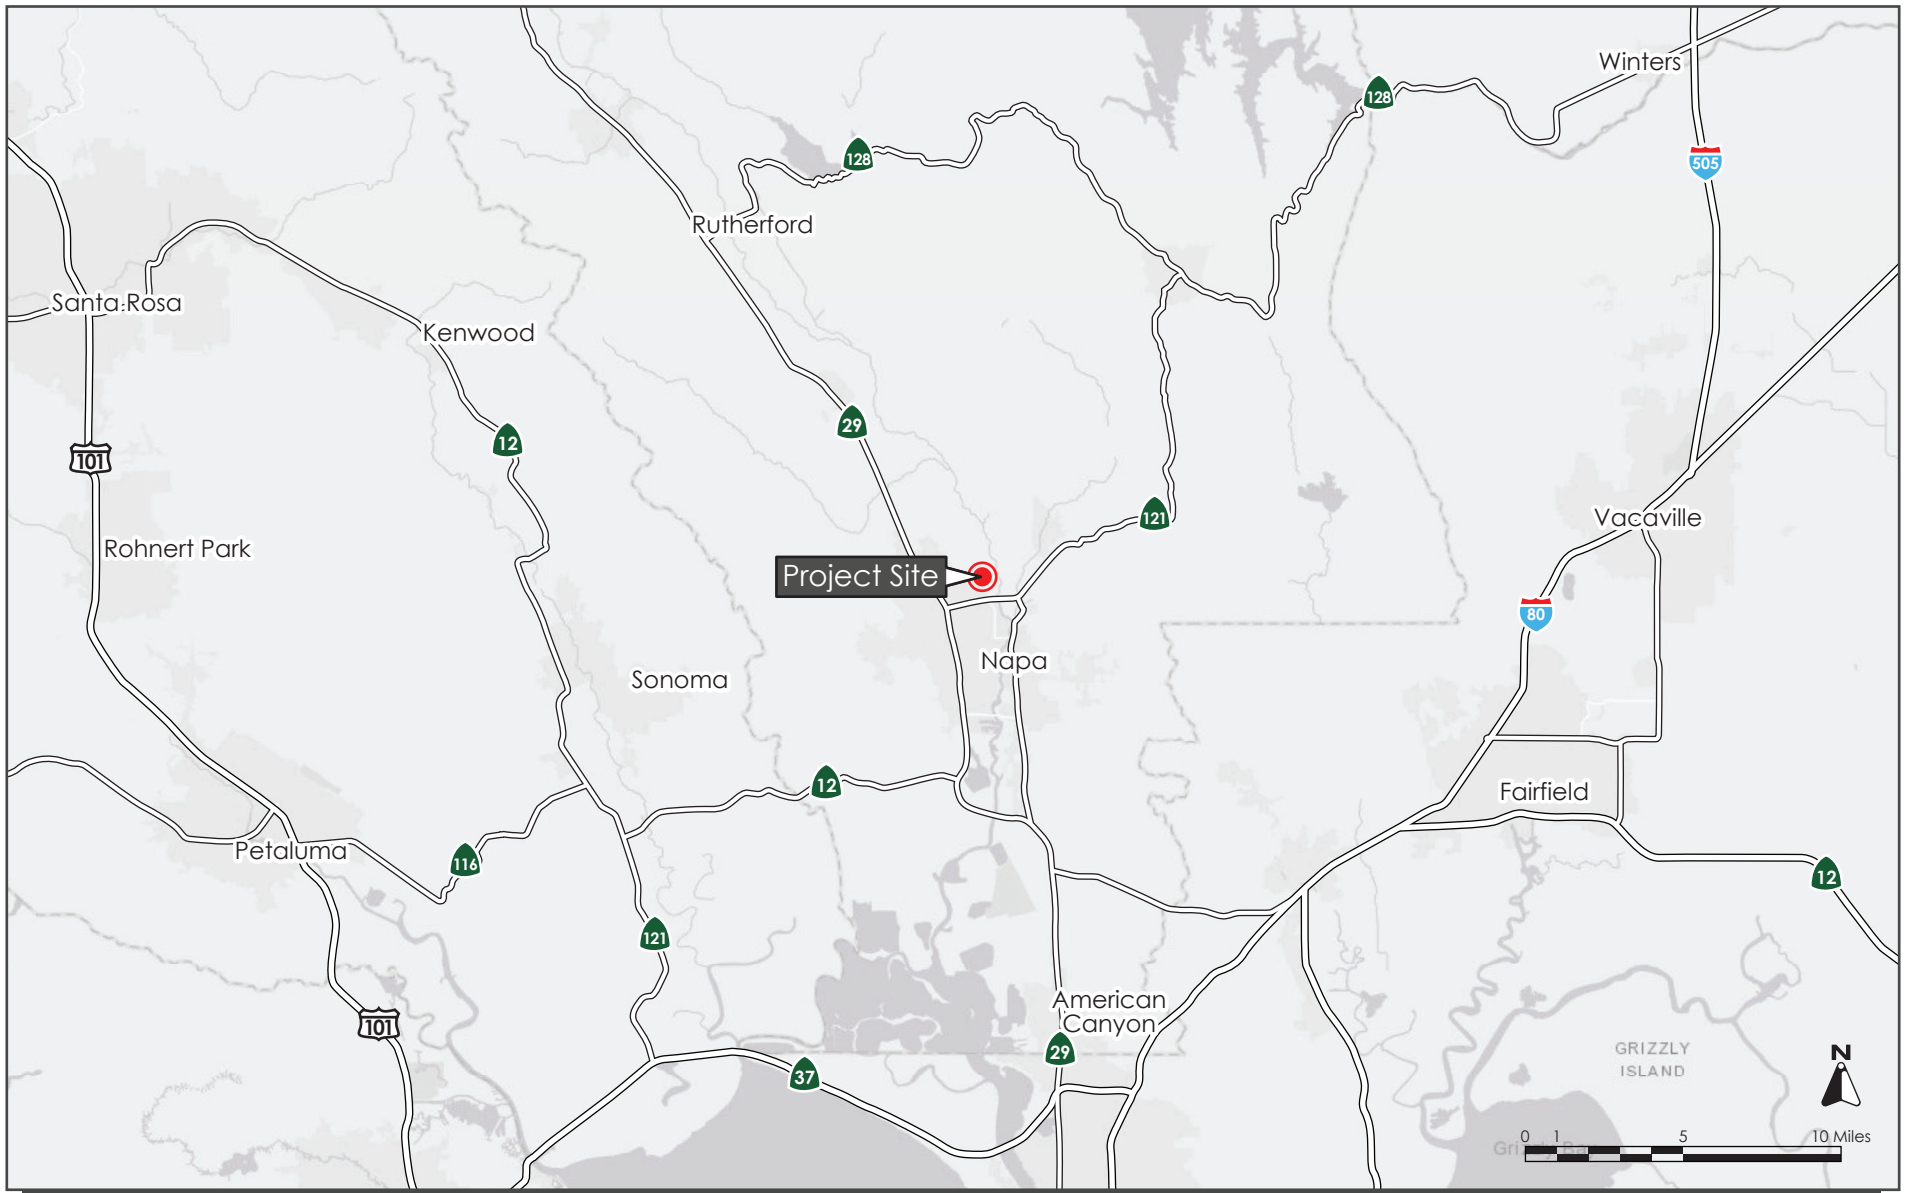 Winters
128
128
505
Rutherford
Santa Rosa
Kenwood
29
12
101
121
Vacaville
Rohnert Park
Project Site
80
Napa
Sonoma
12
Fairfield
Petaluma
116
12
121
American
Canyon
101
29
37
GRIZZLY
ISLAND
N
0 1 5 10 Miles
Grizzly Bay